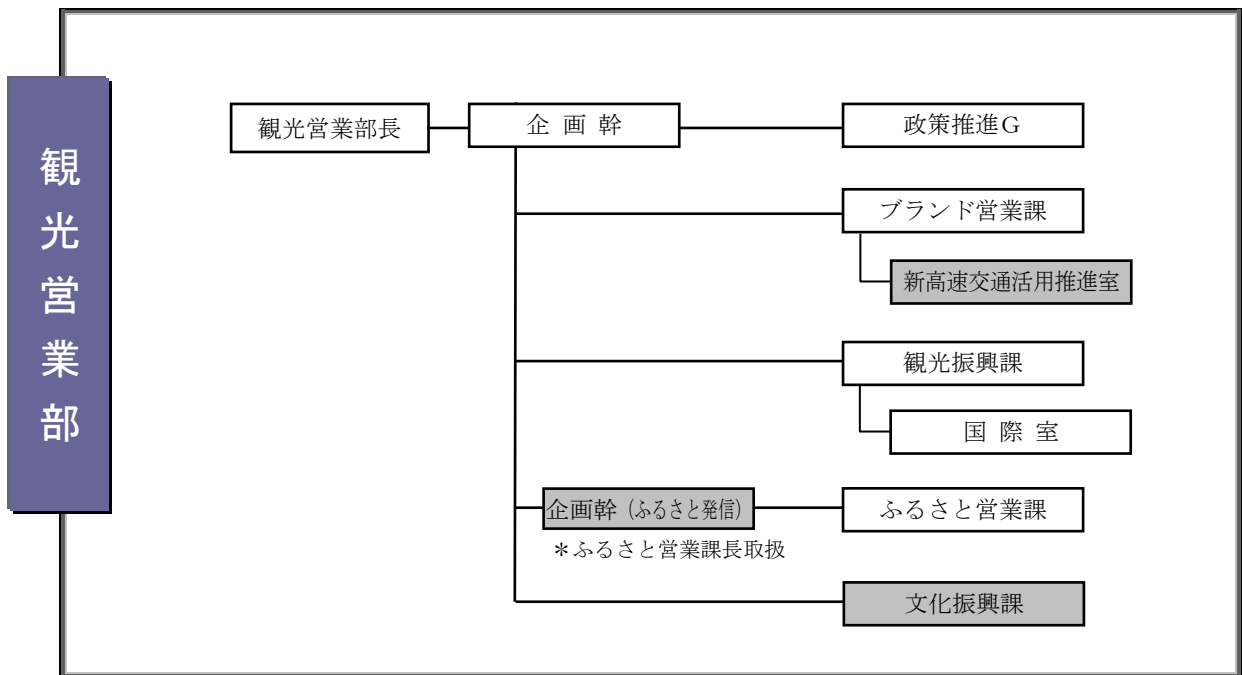 観光営業部
観光営業部長
企画幹
政策推進G
ブランド営業課
新高速交通活用推進室
観光振興課
国際室
企画幹（ふるさと発信）
ふるさと営業課
＊ふるさと営業課長取扱
文化振興課